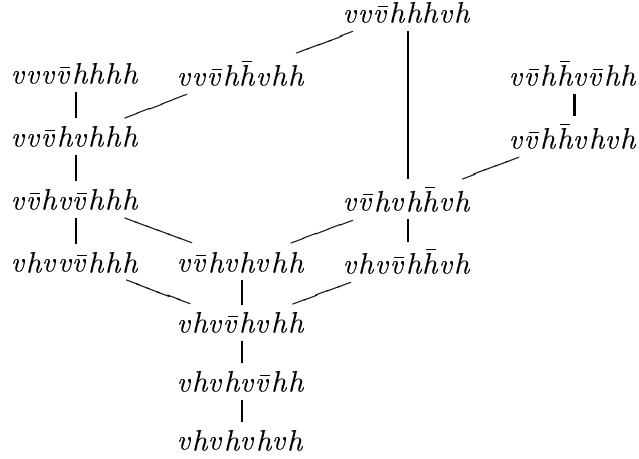 vvv̄hhhvh
vvvv̄hhhh vvv̄hh̄vhh vv̄hh̄vv̄hh
vvv̄hvhhh vv̄hh̄vhvh
vv̄hvv̄hhh vv̄hvhh̄vh
vhvvv̄hhh vv̄hvhvhh vhvv̄hh̄vh
vhvv̄hvhh
vhvhvv̄hh
vhvhvhvh